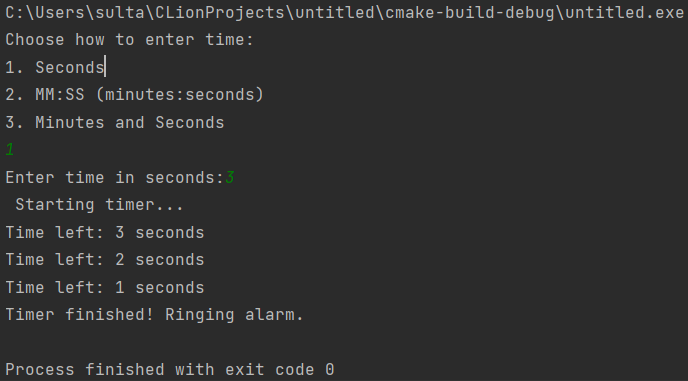 C:\Users\sulta\CLionProjects\untitled\cmake-build-debug\untitled.exe
Choose how to enter time:
1. Seconds
2. MM:SS (minutes:seconds)
3. Minutes and Seconds
1
Enter time in seconds:3
 Starting timer...
Time left: 3 seconds
Time left: 2 seconds
Time left: 1 seconds
Timer finished! Ringing alarm.
Process finished with exit code 0